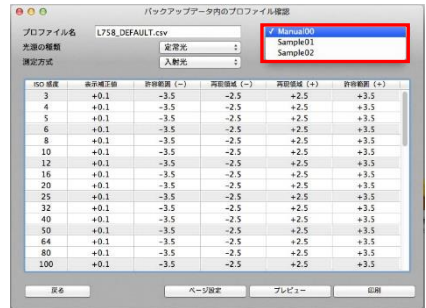 バックアップデータ内のプロファイル確認
プロファイル名 L758_DEFAULT.csv ✓ Manual00
Sample01
Sample02
光源の種類 定常光
測定方式 入射光
ISO 感度 表示補正値 許容範囲 (−) 再現領域 (−) 再現領域 (+) 許容範囲 (+)
3 +0.1 −3.5 −2.5 +2.5 +3.5
4 +0.1 −3.5 −2.5 +2.5 +3.5
5 +0.1 −3.5 −2.5 +2.5 +3.5
6 +0.1 −3.5 −2.5 +2.5 +3.5
8 +0.1 −3.5 −2.5 +2.5 +3.5
10 +0.1 −3.5 −2.5 +2.5 +3.5
12 +0.1 −3.5 −2.5 +2.5 +3.5
16 +0.1 −3.5 −2.5 +2.5 +3.5
20 +0.1 −3.5 −2.5 +2.5 +3.5
25 +0.1 −3.5 −2.5 +2.5 +3.5
32 +0.1 −3.5 −2.5 +2.5 +3.5
40 +0.1 −3.5 −2.5 +2.5 +3.5
50 +0.1 −3.5 −2.5 +2.5 +3.5
64 +0.1 −3.5 −2.5 +2.5 +3.5
80 +0.1 −3.5 −2.5 +2.5 +3.5
100 +0.1 −3.5 −2.5 +2.5 +3.5
戻る ページ設定 プレビュー 印刷